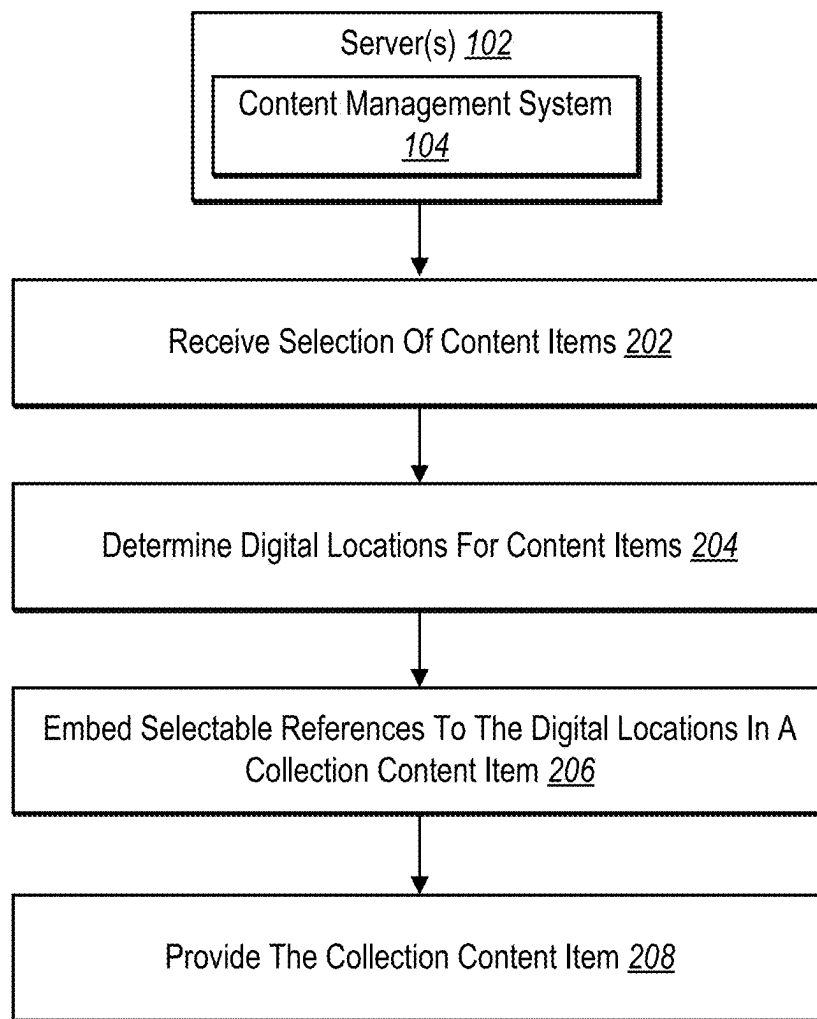 Server(s) 102
Content Management System
104
Receive Selection Of Content Items 202
Determine Digital Locations For Content Items 204
Embed Selectable References To The Digital Locations In A
Collection Content Item 206
Provide The Collection Content Item 208